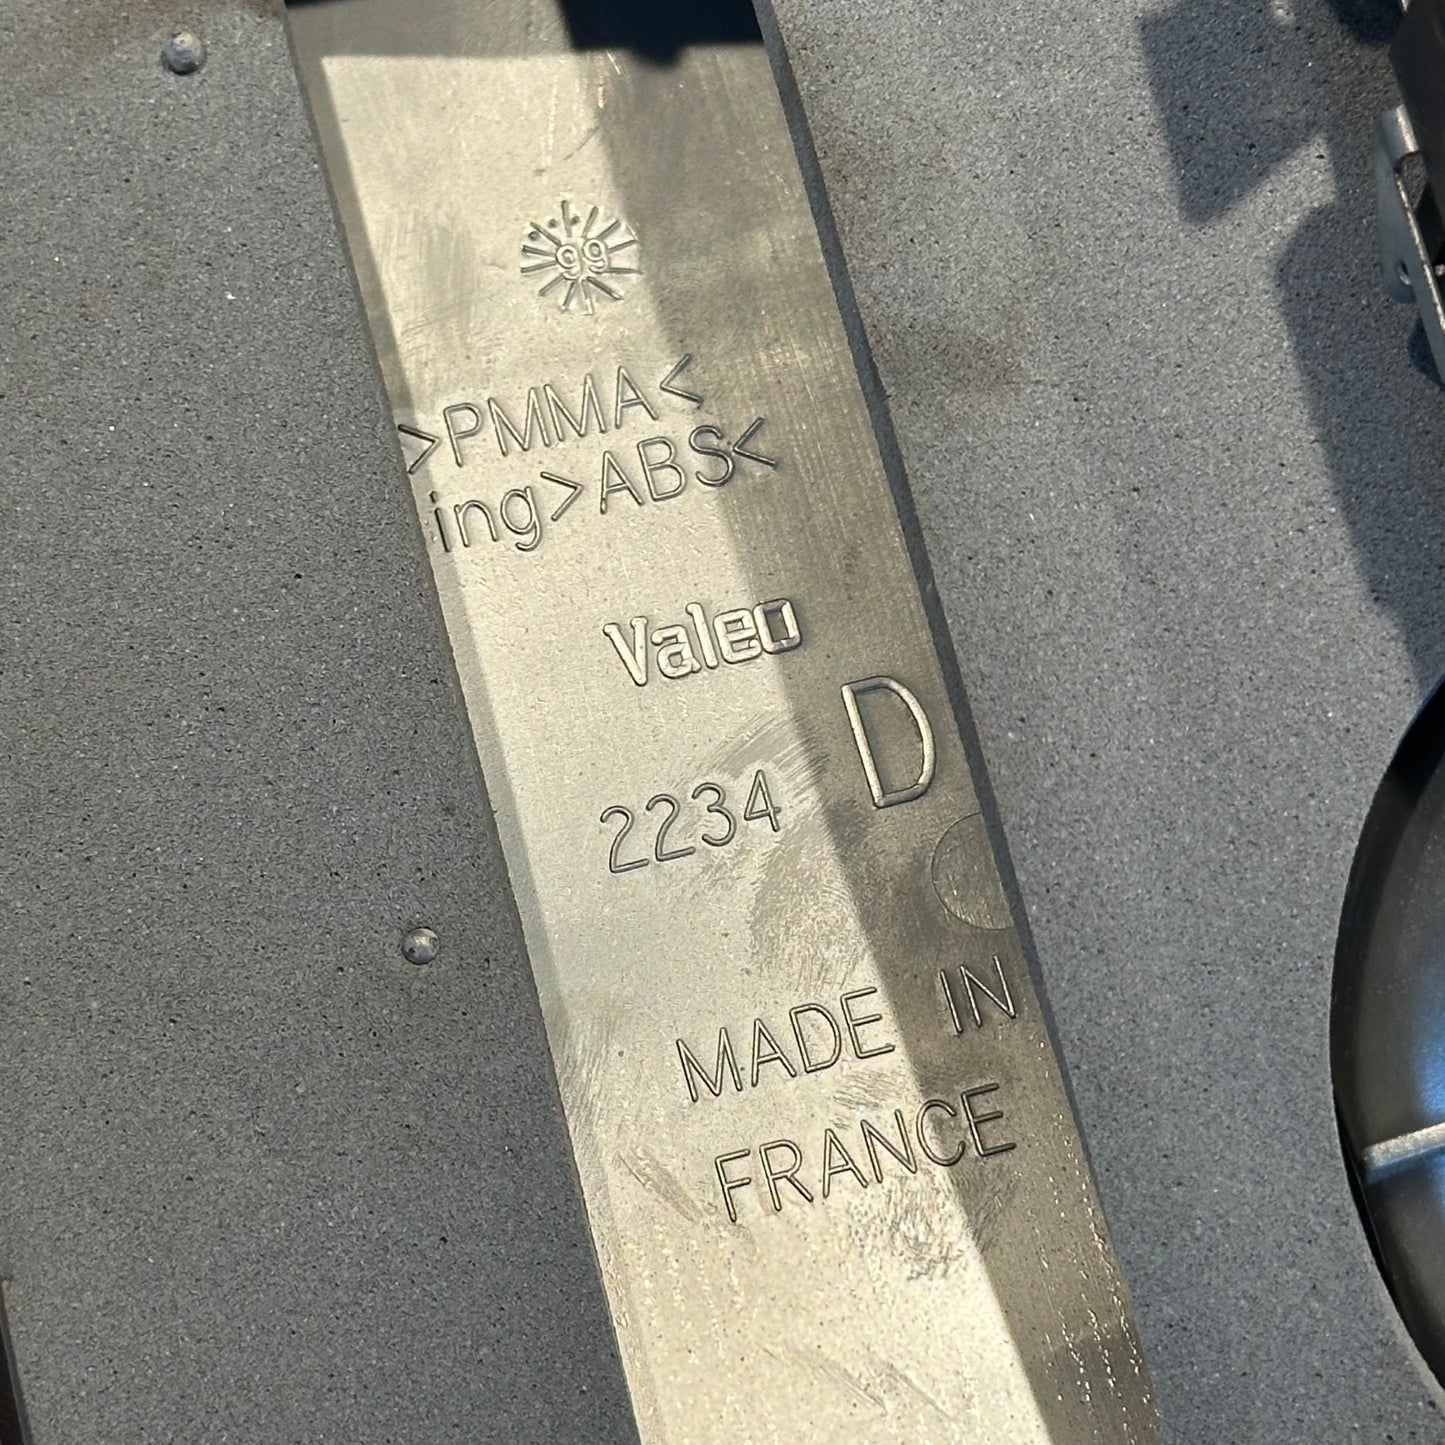 99
>PMMA<
ing>ABS<
Valeo
D
2234
MADE IN
FRANCE